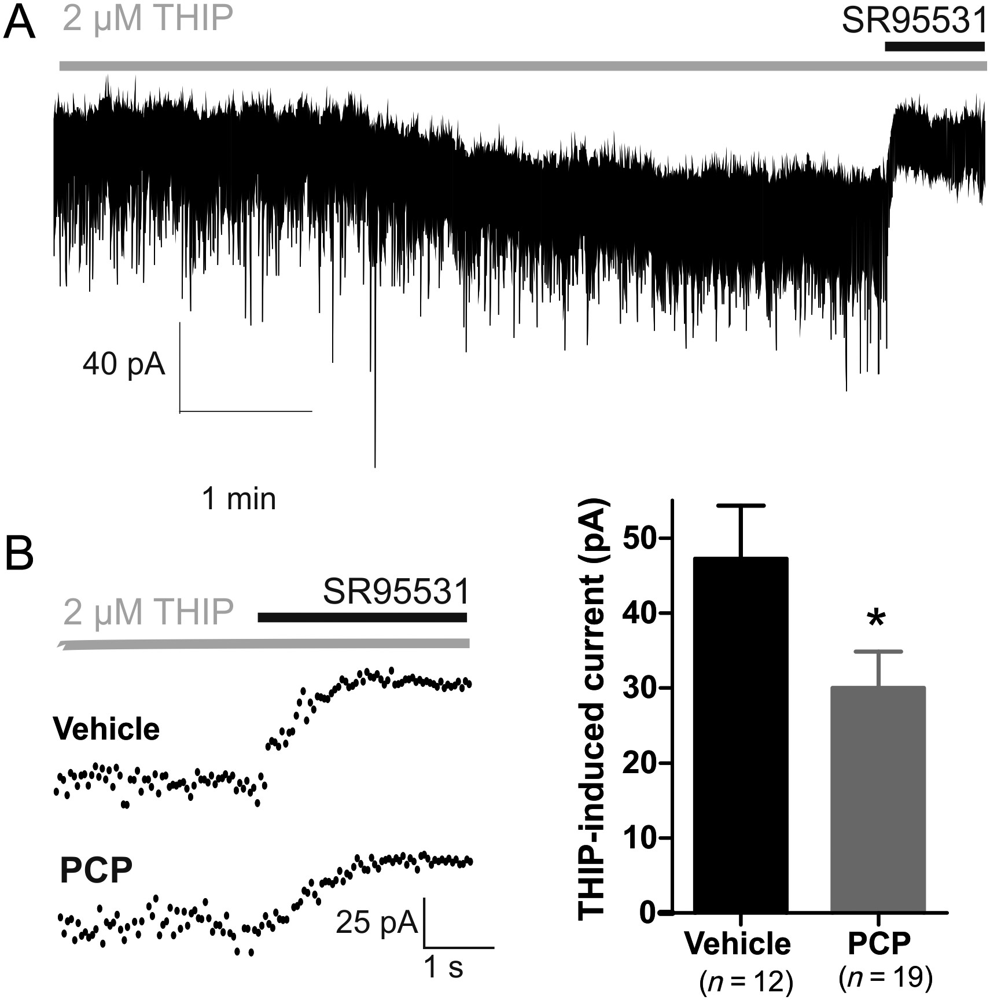 A
2 µM THIP
SR95531
40 pA
1 min
B
2 µM THIP
SR95531
Vehicle
PCP
25 pA
1 s
THIP-induced current (pA)
50
40
30
20
10
0
*
Vehicle
PCP
(n = 12)
(n = 19)